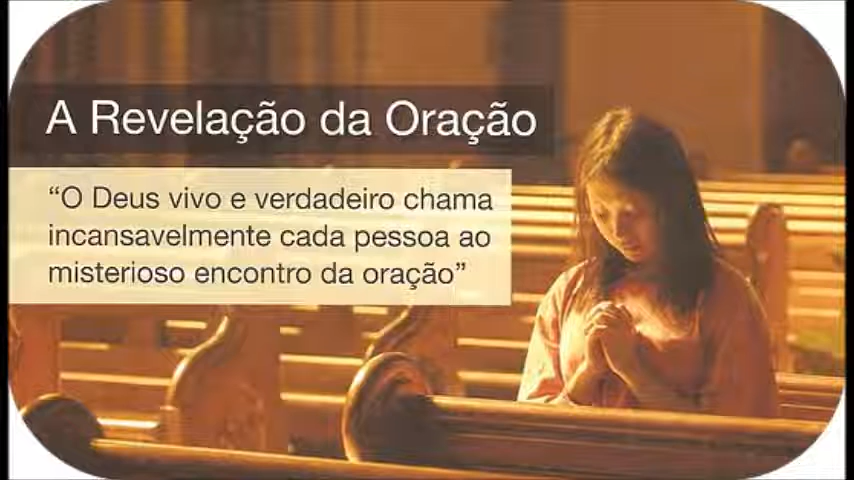 A Revelação da Oração
“O Deus vivo e verdadeiro chama
incansavelmente cada pessoa ao
misterioso encontro da oração”